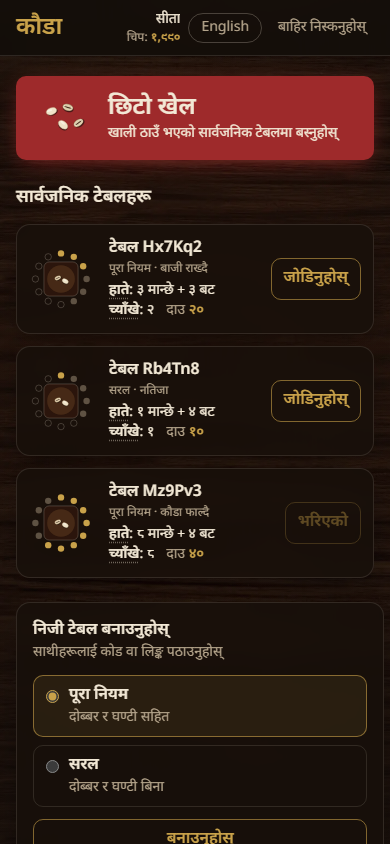 कौडा
सीता
चिप: १,९९०
English
बाहिर निस्कनुहोस्
छिटो खेल
खाली ठाउँ भएको सार्वजनिक टेबलमा बस्नुहोस्
सार्वजनिक टेबलहरू
टेबल Hx7Kq2
पूरा नियम · बाजी राख्दै
हाते: ३ मान्छे + ३ बट
च्याँखे: २ दाउ २०
जोडिनुहोस्
टेबल Rb4Tn8
सरल · नतिजा
हाते: १ मान्छे + ४ बट
च्याँखे: १ दाउ १०
जोडिनुहोस्
टेबल Mz9Pv3
पूरा नियम · कौडा फाल्दै
हाते: ८ मान्छे + २ बट
च्याँखे: ८ दाउ ४०
भरिएको
निजी टेबल बनाउनुहोस्
साथीहरूलाई कोड वा लिङ्क पठाउनुहोस्
पूरा नियम
दोब्बर र घण्टी सहित
सरल
दोब्बर र घण्टी बिना
बनाउनुहोस्